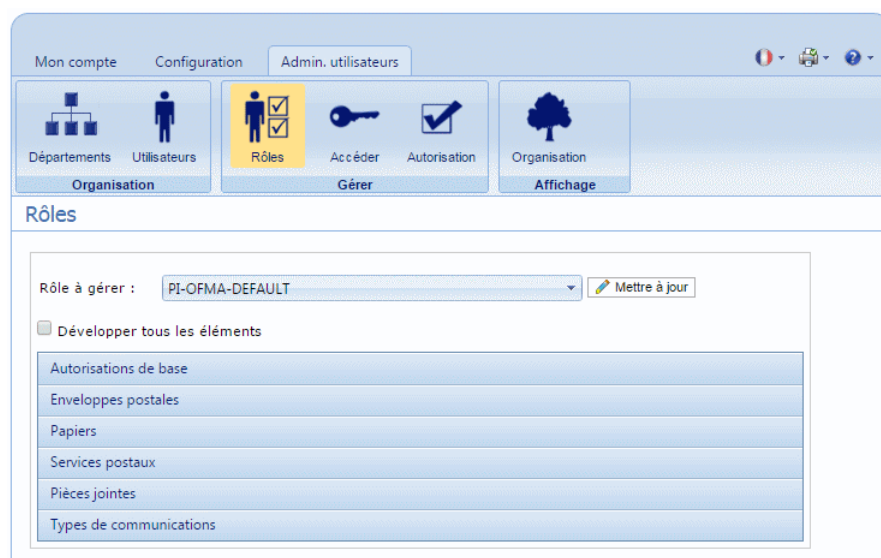 Mon compte Configuration Admin. utilisateurs
Départements Utilisateurs Rôles Accéder Autorisation Organisation
Organisation Gérer Affichage
Rôles
Rôle à gérer : PI-OFMA-DEFAULT Mettre à jour
Développer tous les éléments
Autorisations de base
Enveloppes postales
Papiers
Services postaux
Pièces jointes
Types de communications